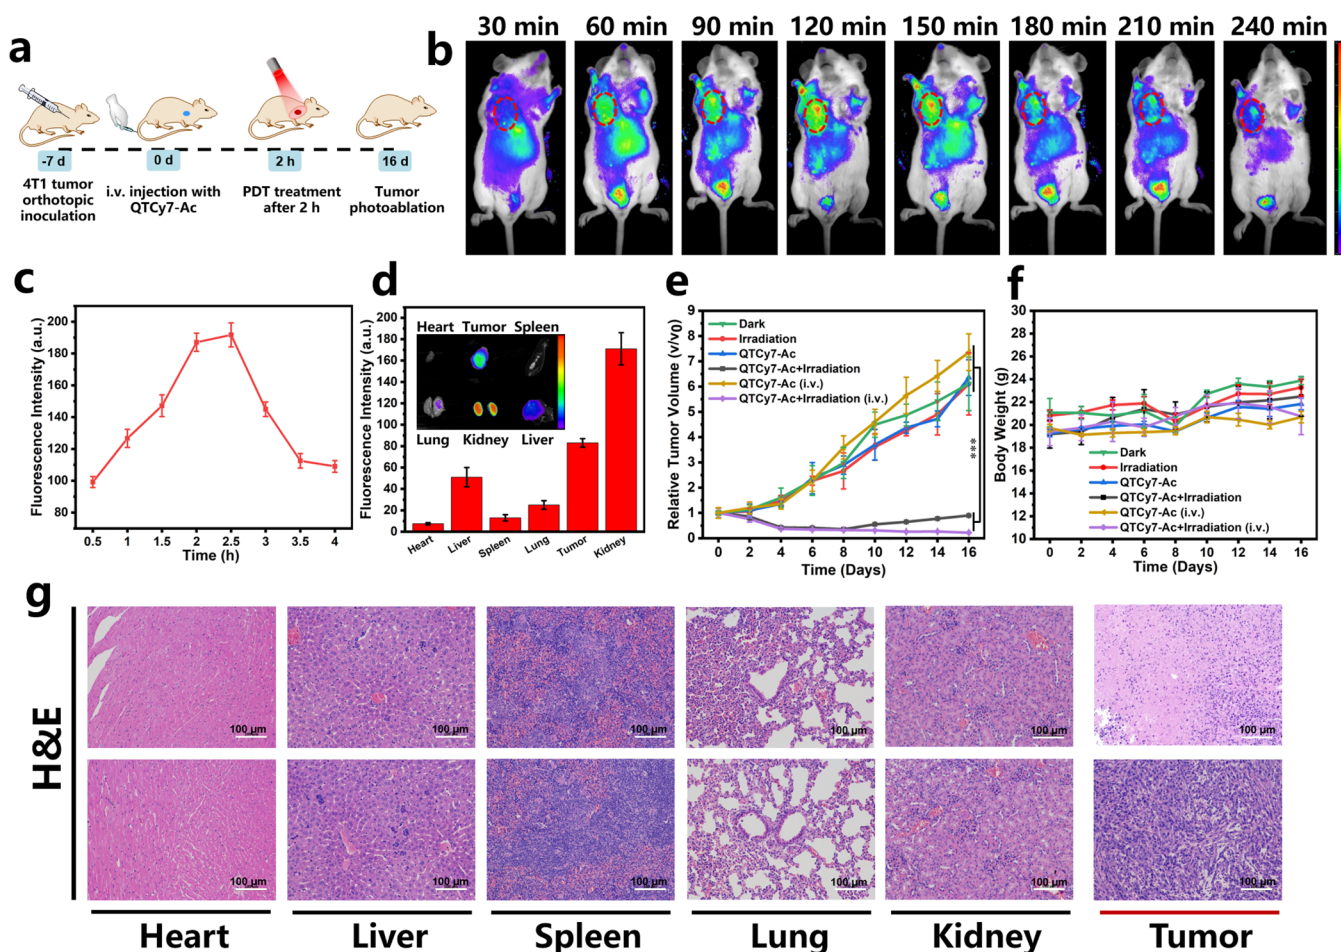 a
-7 d
0 d
2 h
16 d
4T1 tumor
orthotopic
inoculation
i.v. injection with
QTCy7-Ac
PDT treatment
after 2 h
Tumor
photoablation
b
30 min 60 min 90 min 120 min 150 min 180 min 210 min 240 min
c
Fluorescence Intensity (a.u.)
200
180
160
140
120
100
80
0.5 1 1.5 2 2.5 3 3.5 4
Time (h)
d
Fluorescence Intensity (a.u.)
200
180
160
140
120
100
80
60
40
20
0
Heart Tumor Spleen
Lung Kidney Liver
Heart Liver Spleen Lung Tumor Kidney
e
Relative Tumor Volume (v/v0)
9
8
7
6
5
4
3
2
1
0
-1
Dark
Irradiation
QTCy7-Ac
QTCy7-Ac+Irradiation
QTCy7-Ac (i.v.)
QTCy7-Ac+Irradiation (i.v.)
***
0 2 4 6 8 10 12 14 16
Time (Days)
f
Body Weight (g)
30
28
26
24
22
20
18
16
14
12
10
Dark
Irradiation
QTCy7-Ac
QTCy7-Ac+Irradiation
QTCy7-Ac (i.v.)
QTCy7-Ac+Irradiation (i.v.)
0 2 4 6 8 10 12 14 16
Time (Days)
g
H&E
100 μm 100 μm 100 μm 100 μm 100 μm 100 μm
100 μm 100 μm 100 μm 100 μm 100 μm 100 μm
Heart Liver Spleen Lung Kidney Tumor